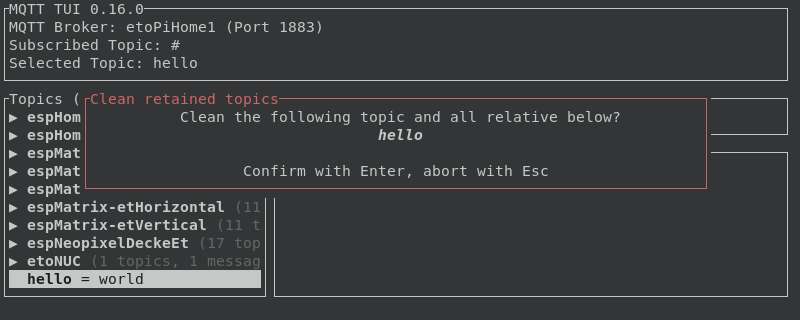 MQTT TUI 0.16.0
MQTT Broker: etoPiHome1 (Port 1883)
Subscribed Topic: #
Selected Topic: hello
Topics (
Clean retained topics
Clean the following topic and all relative below?
hello
Confirm with Enter, abort with Esc
▶ espHom
▶ espHom
▶ espMat
▶ espMat
▶ espMat
▶ espMatrix-etHorizontal (11
▶ espMatrix-etVertical (11 t
▶ espNeopixelDeckeEt (17 top
▶ etoNUC (1 topics, 1 messag
hello = world